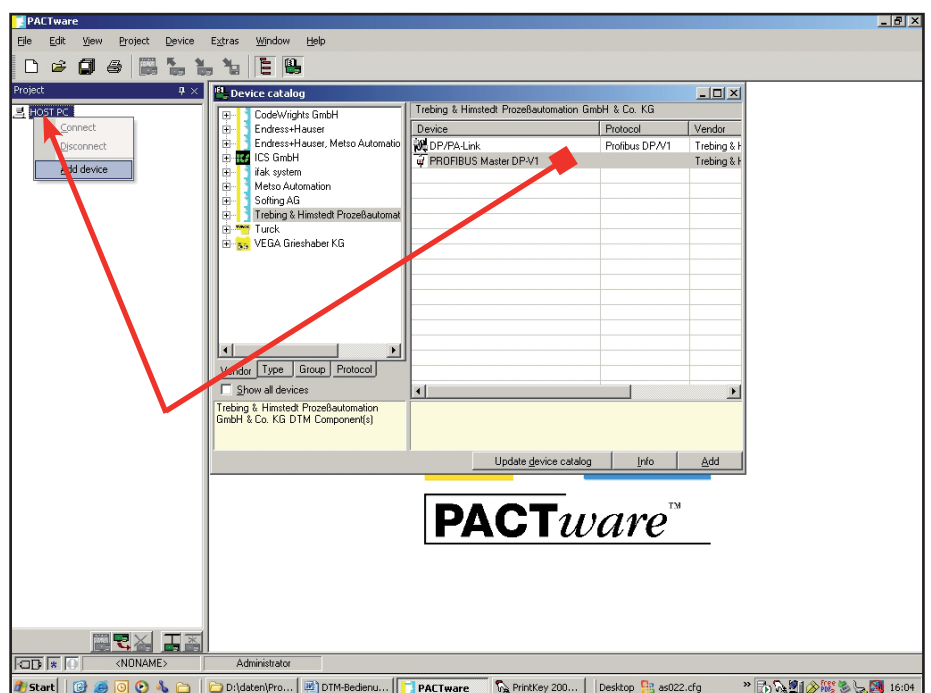 PACTware
File Edit View Project Device Extras Window Help
Project
HOST PC
Connect
Disconnect
Add device
Device catalog
CodeWrights GmbH
Endress+Hauser
Endress+Hauser, Metso Automatio
ICS GmbH
ifak system
Metso Automation
Softing AG
Trebing & Himstedt Prozeßautomat
Turck
VEGA Grieshaber KG
Vendor Type Group Protocol
Show all devices
Trebing & Himstedt Prozeßautomation
GmbH & Co. KG DTM Component(s)
Trebing & Himstedt Prozeßautomation GmbH & Co. KG
Device Protocol Vendor
DP/PA-Link Profibus DP/V1 Trebing & H
PROFIBUS Master DP-V1 Trebing & H
Update device catalog Info Add
PACTware™
<NONAME> Administrator
Start D:\daten\Pro... DTM-Bedienu... PACTware PrintKey 200... Desktop as022.cfg » 16:04